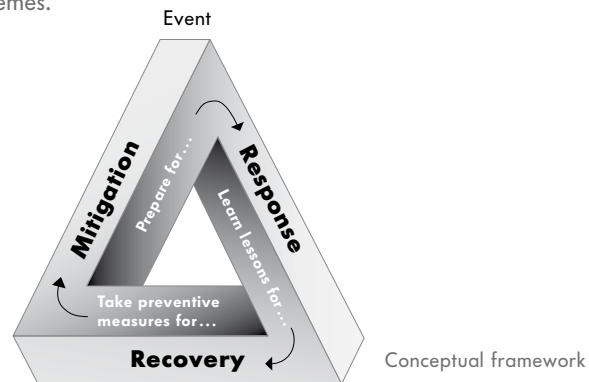 emes.
Event
Mitigation
Prepare for...
Response
Learn lessons for...
Take preventive
measures for...
Recovery
Conceptual framework